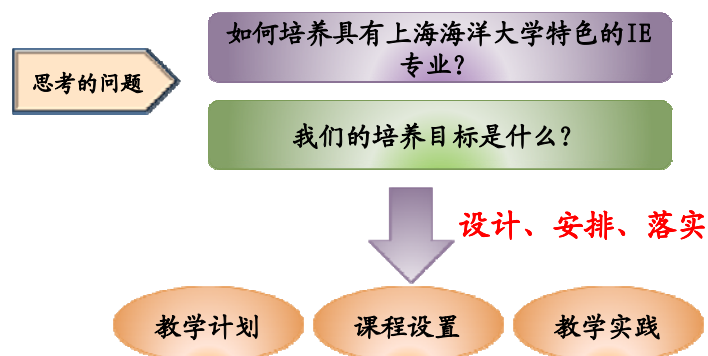 如何培养具有上海海洋大学特色的IE
专业？
思考的问题
我们的培养目标是什么？
设计、安排、落实
教学计划
课程设置
教学实践